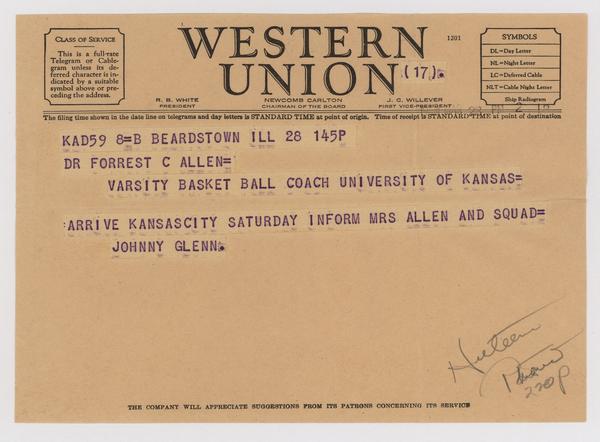 CLASS OF SERVICE
This is a full-rate
Telegram or Cable-
gram unless its de-
ferred character is in-
dicated by a suitable
symbol above or pre-
ceding the address.
WESTERN
UNION
(17)
1201
R. B. WHITE
PRESIDENT
NEWCOMB CARLTON
CHAIRMAN OF THE BOARD
J. C. WILLEVER
FIRST VICE-PRESIDENT
SYMBOLS
DL=Day Letter
NL=Night Letter
LC=Deferred Cable
NLT=Cable Night Letter
Ship Radiogram
The filing time shown in the date line on telegrams and day letters is STANDARD TIME at point of origin. Time of receipt is STANDARD TIME at point of destination
KAD59 8=B BEARDSTOWN ILL 28 145P
DR FORREST C ALLEN=
VARSITY BASKET BALL COACH UNIVERSITY OF KANSAS=
ARRIVE KANSASCITY SATURDAY INFORM MRS ALLEN AND SQUAD=
JOHNNY GLENN.
220p
THE COMPANY WILL APPRECIATE SUGGESTIONS FROM ITS PATRONS CONCERNING ITS SERVICE